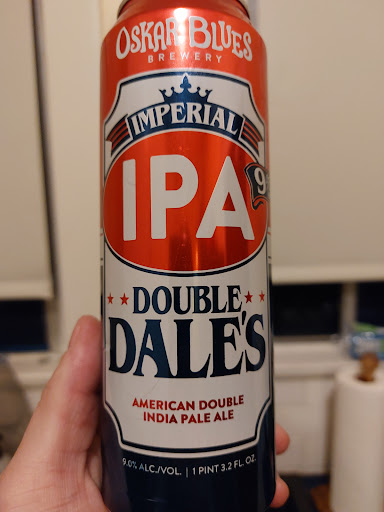 OSKAR BLUES
BREWERY
IMPERIAL
IPA
9
DOUBLE
DALE'S
AMERICAN DOUBLE
INDIA PALE ALE
9.0% ALC./VOL. | 1 PINT 3.2 FL. OZ.